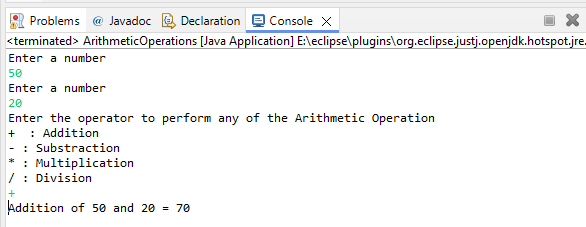 Problems @ Javadoc Declaration Console
<terminated> ArithmeticOperations [Java Application] E:\eclipse\plugins\org.eclipse.justj.openjdk.hotspot.jre.
Enter a number
50
Enter a number
20
Enter the operator to perform any of the Arithmetic Operation
+  : Addition
- : Substraction
* : Multiplication
/ : Division
+
Addition of 50 and 20 = 70